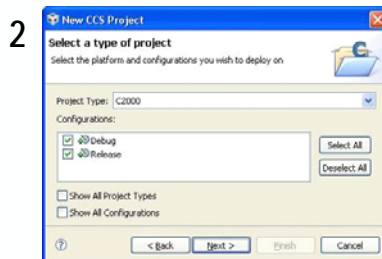 2
New CCS Project
Select a type of project
Select the platform and configurations you wish to deploy on
Project Type: C2000
Configurations:
Debug
Release
Select All
Deselect All
Show All Project Types
Show All Configurations
< Back Next > Finish Cancel